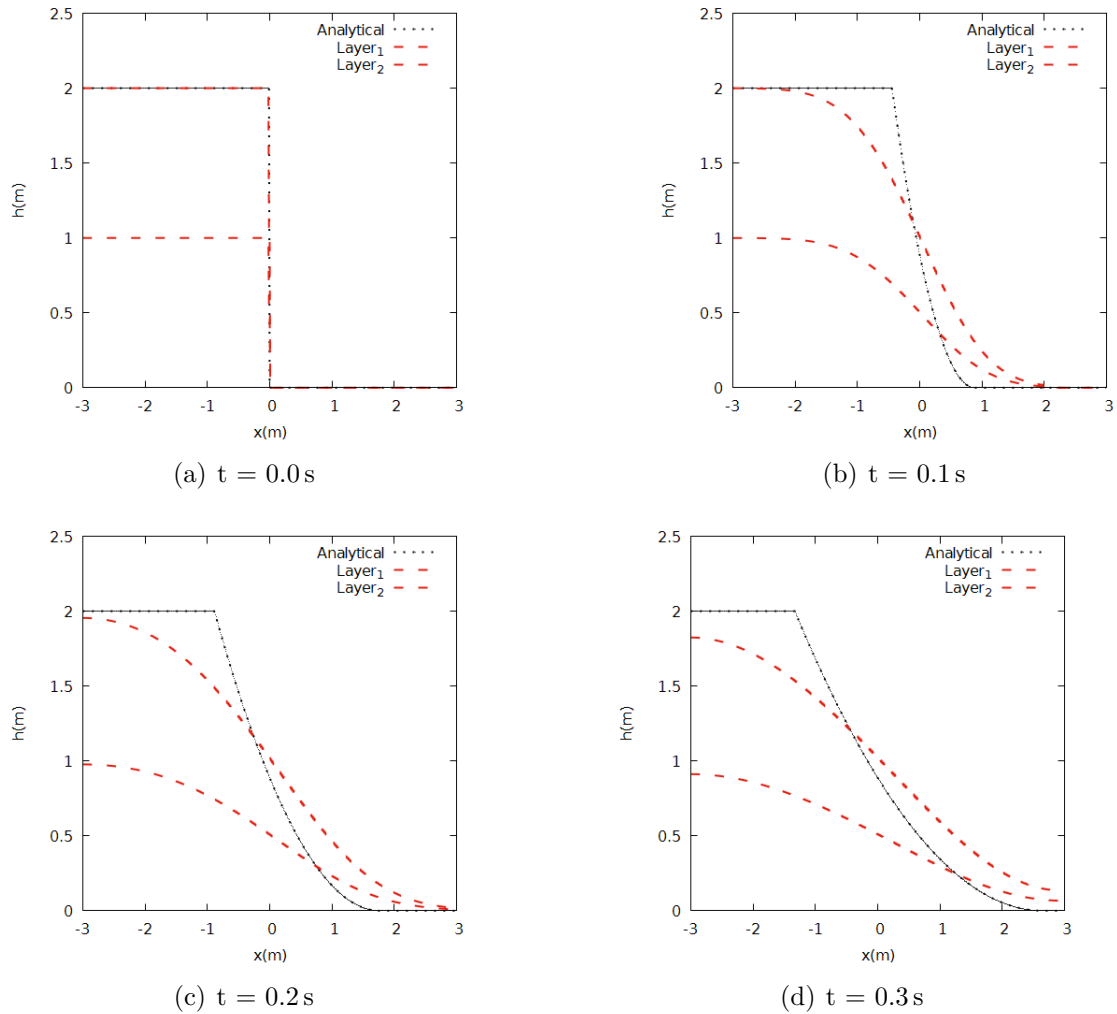 2.5
2
1.5
1
0.5
0
-3 -2 -1 0 1 2 3
h(m)
x(m)
Analytical
Layer1
Layer2
(a) t = 0.0 s
2.5
2
1.5
1
0.5
0
-3 -2 -1 0 1 2 3
h(m)
x(m)
Analytical
Layer1
Layer2
(b) t = 0.1 s
2.5
2
1.5
1
0.5
0
-3 -2 -1 0 1 2 3
h(m)
x(m)
Analytical
Layer1
Layer2
(c) t = 0.2 s
2.5
2
1.5
1
0.5
0
-3 -2 -1 0 1 2 3
h(m)
x(m)
Analytical
Layer1
Layer2
(d) t = 0.3 s